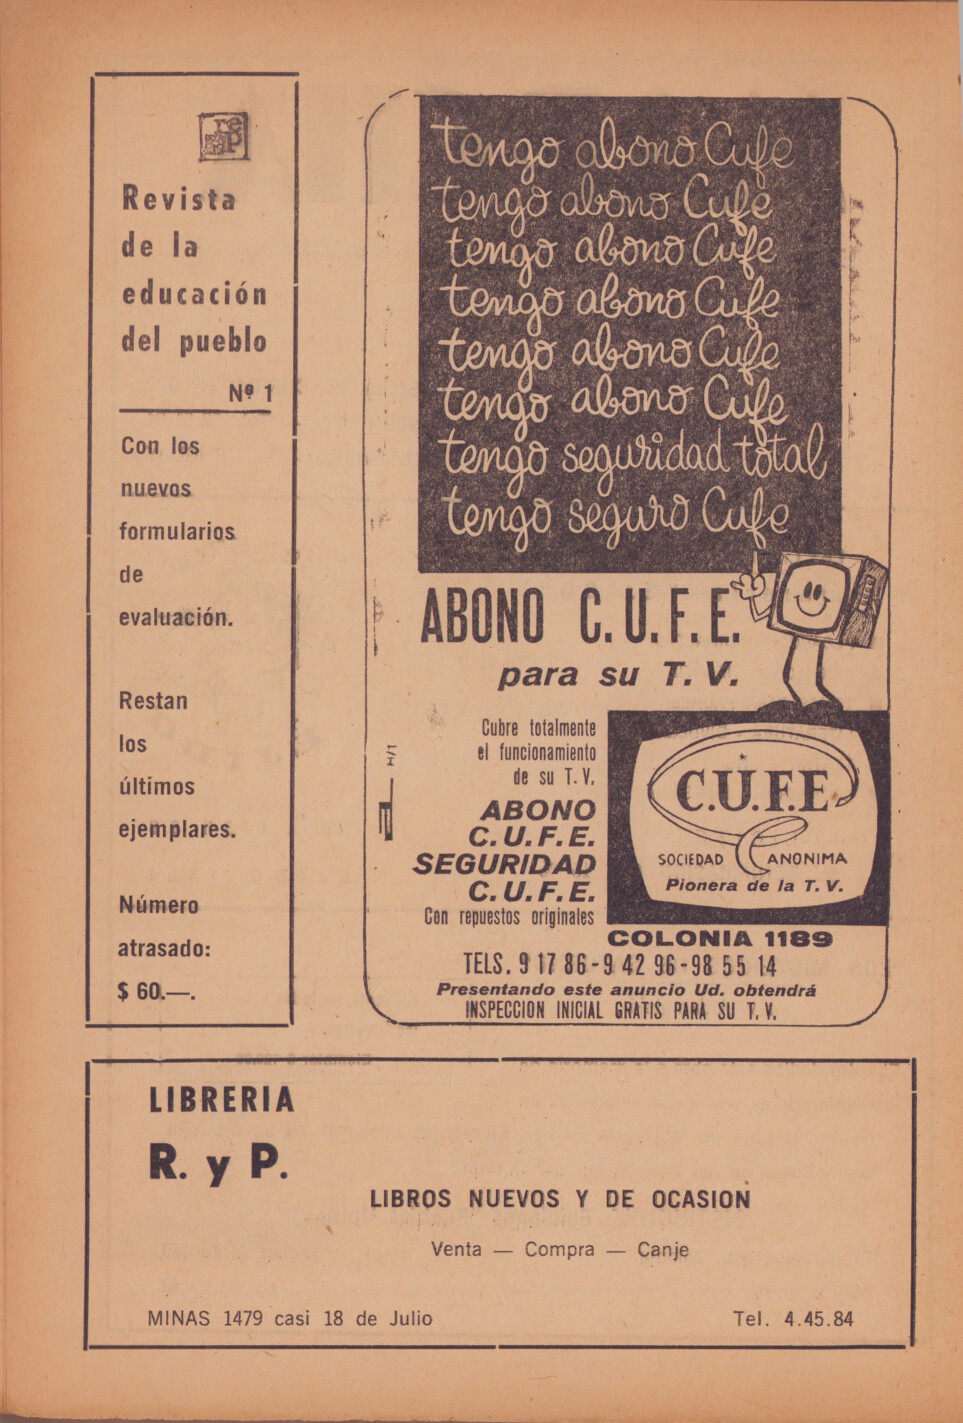 rep
Revista
de la
educación
del pueblo
Nº 1
Con los
nuevos
formularios
de
evaluación.
Restan
los
últimos
ejemplares.
Número
atrasado:
$ 60.—.
tengo abono Cufe
tengo abono Cufe
tengo abono Cufe
tengo abono Cufe
tengo abono Cufe
tengo abono Cufe
tengo seguridad total
tengo seguro Cufe
ABONO C.U.F.E.
para su T. V.
Cubre totalmente
el funcionamiento
de su T.V.
ABONO
C.U.F.E.
SEGURIDAD
C.U.F.E.
Con repuestos originales
H/1
C.U.F.E
SOCIEDAD ANONIMA
Pionera de la T. V.
COLONIA 1189
TELS. 9 17 86 - 9 42 96 - 98 55 14
Presentando este anuncio Ud. obtendrá
INSPECCION INICIAL GRATIS PARA SU T. V.
LIBRERIA
R. y P.
LIBROS NUEVOS Y DE OCASION
Venta — Compra — Canje
MINAS 1479 casi 18 de Julio
Tel. 4.45.84